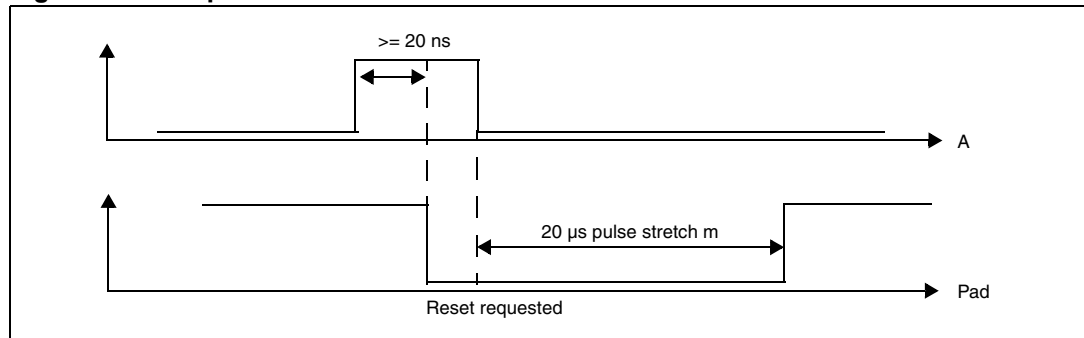 >= 20 ns
A
20 µs pulse stretch m
Pad
Reset requested